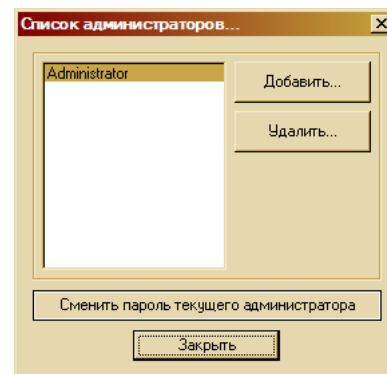 Список администраторов...
Administrator
Добавить...
Удалить...
Сменить пароль текущего администратора
Закрыть